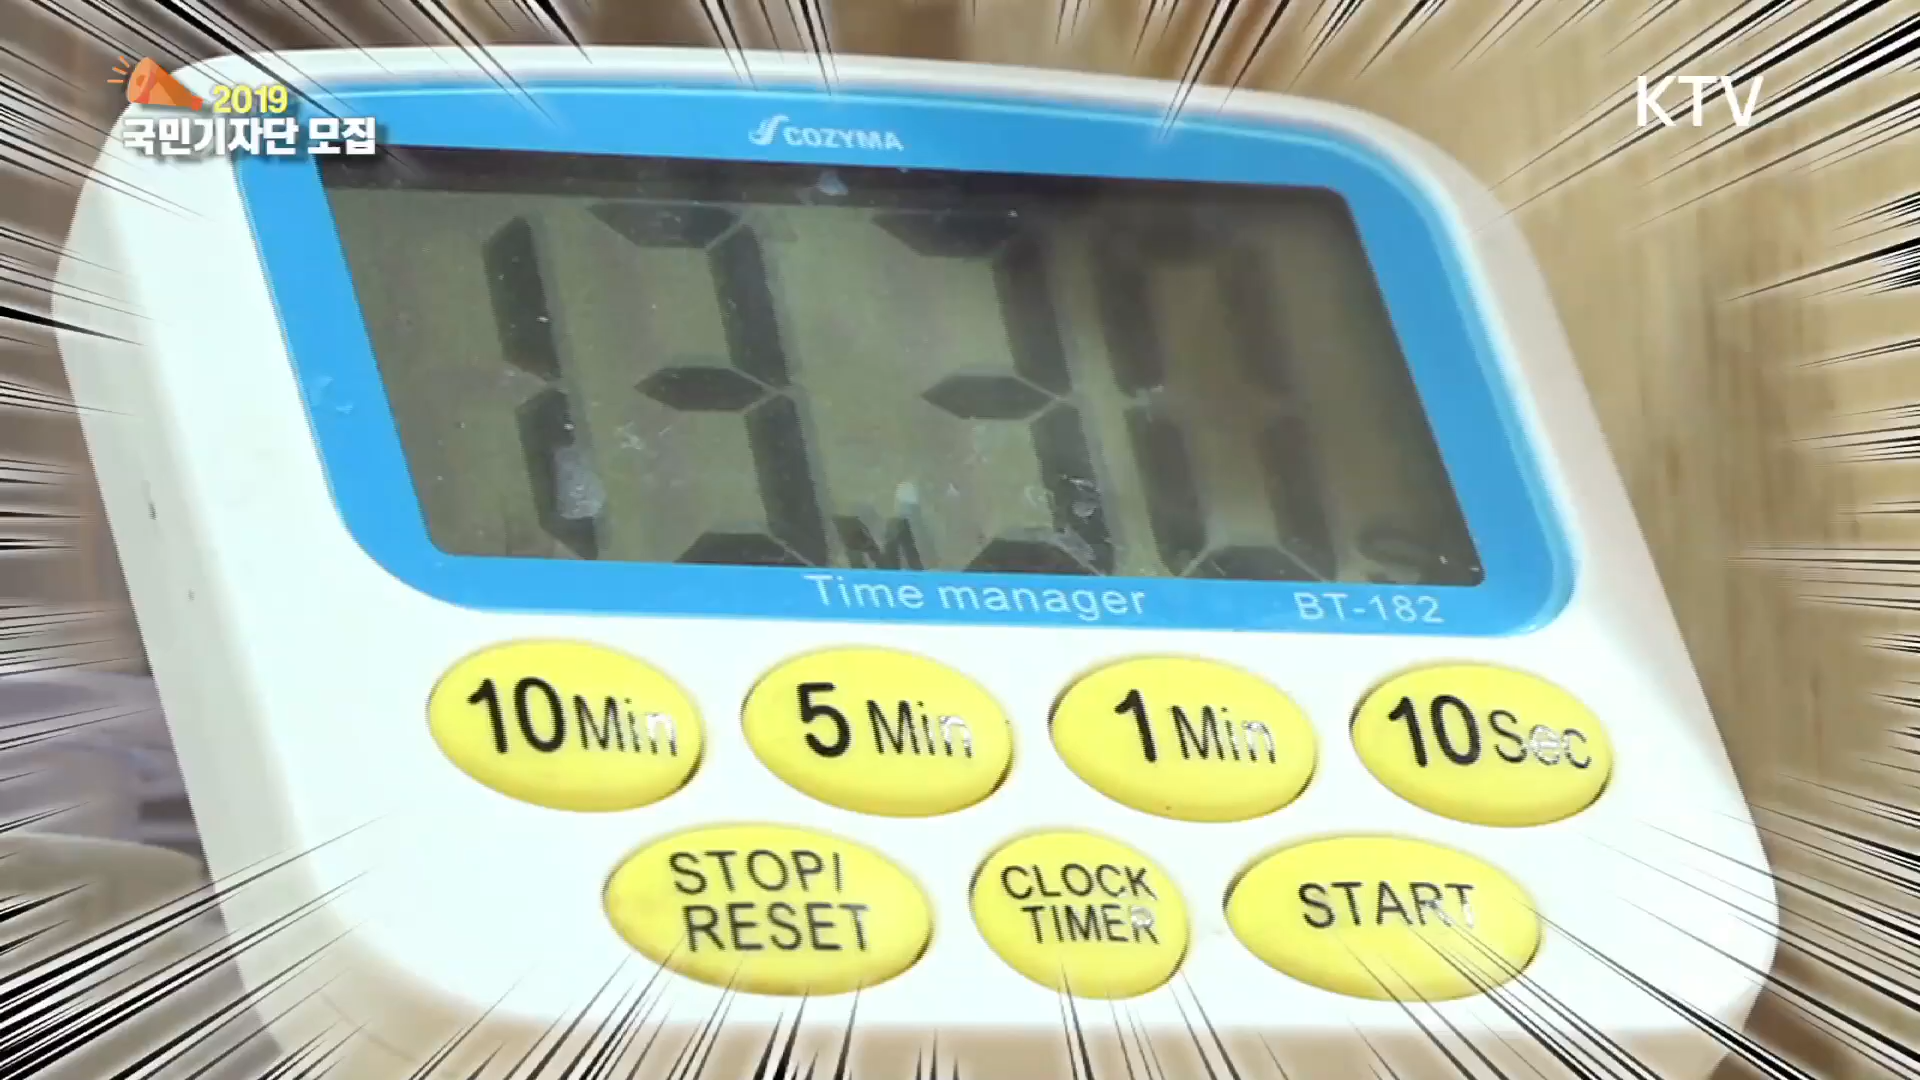 2019
국민기자단 모집
KTV
COZYMA
13 M 3 S
Time manager
BT-182
10 Min
5 Min
1 Min
10 Sec
STOP/
RESET
CLOCK
TIMER
START